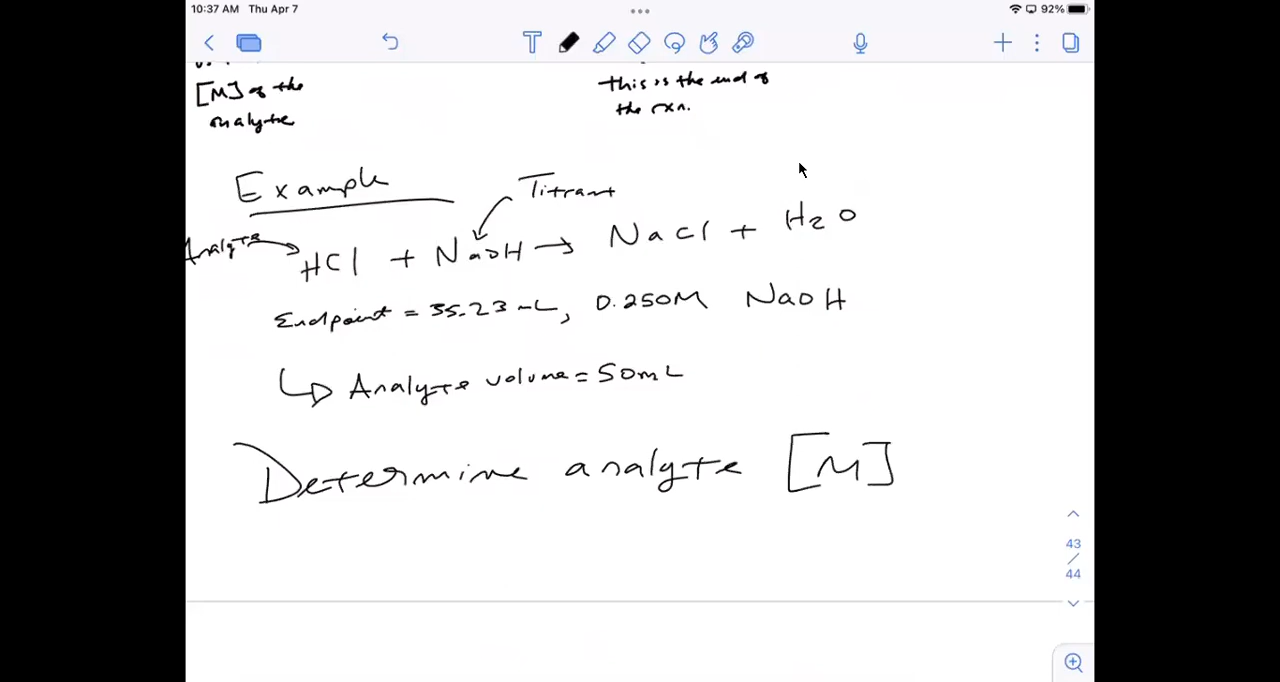 10:37 AM Thu Apr 7
92%
[M] of the
analyte
this is the end of
the rxn.
Example
Titrant
Analyte
HCl + NaOH → NaCl + H2O
Endpoint = 35.23 mL, 0.250M NaOH
↳ Analyte volume = 50mL
Determine analyte [M]
43
/
44